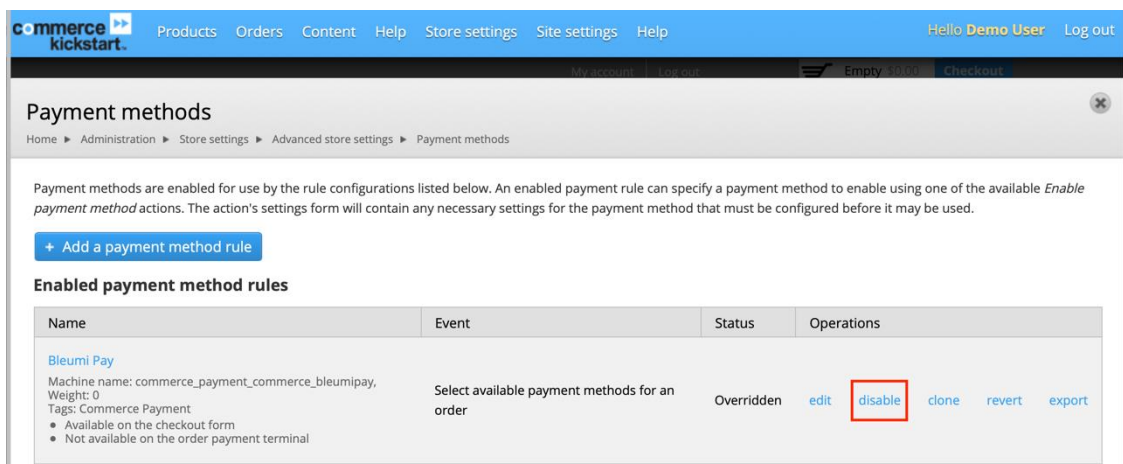 commerce kickstart. Products Orders Content Help Store settings Site settings Help Hello Demo User Log out
My account Log out Empty $0.00 Checkout
Payment methods
Home ▶ Administration ▶ Store settings ▶ Advanced store settings ▶ Payment methods
Payment methods are enabled for use by the rule configurations listed below. An enabled payment rule can specify a payment method to enable using one of the available Enable
payment method actions. The action's settings form will contain any necessary settings for the payment method that must be configured before it may be used.
+ Add a payment method rule
Enabled payment method rules
Name Event Status Operations
Bleumi Pay
Machine name: commerce_payment_commerce_bleumipay,
Weight: 0
Tags: Commerce Payment
• Available on the checkout form
• Not available on the order payment terminal
Select available payment methods for an
order
Overridden edit disable clone revert export